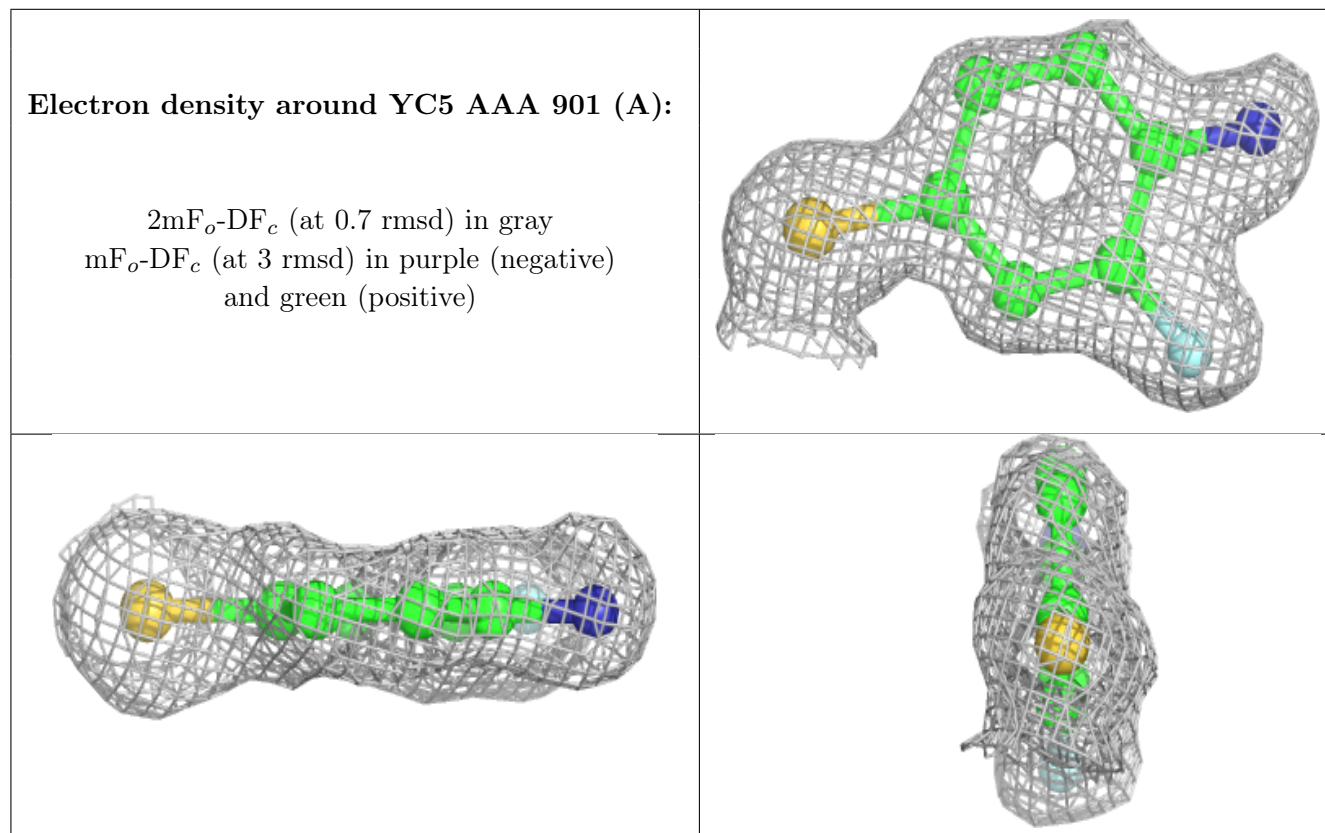 Electron density around YC5 AAA 901 (A):
2mFo-DFc (at 0.7 rmsd) in gray
mFo-DFc (at 3 rmsd) in purple (negative)
and green (positive)